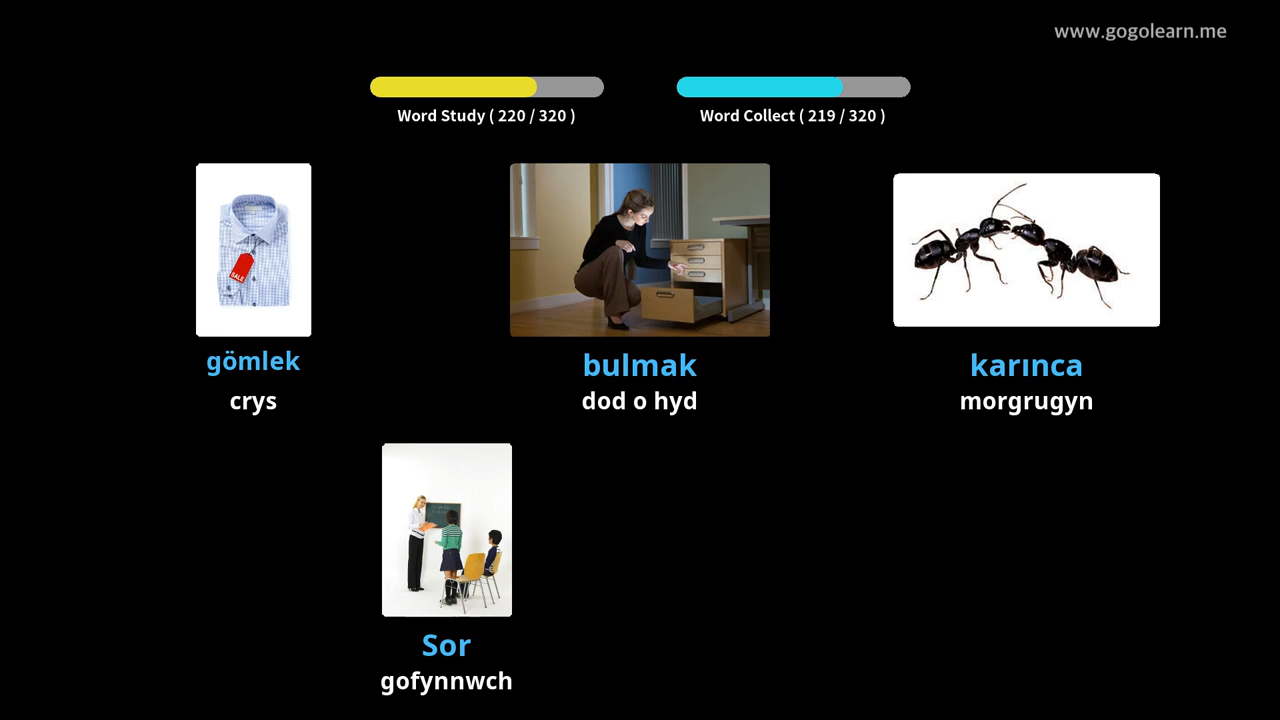 www.gogolearn.me
Word Study ( 220 / 320 )
Word Collect ( 219 / 320 )
SALE
gömlek
crys
bulmak
dod o hyd
karınca
morgrugyn
Sor
gofynnwch